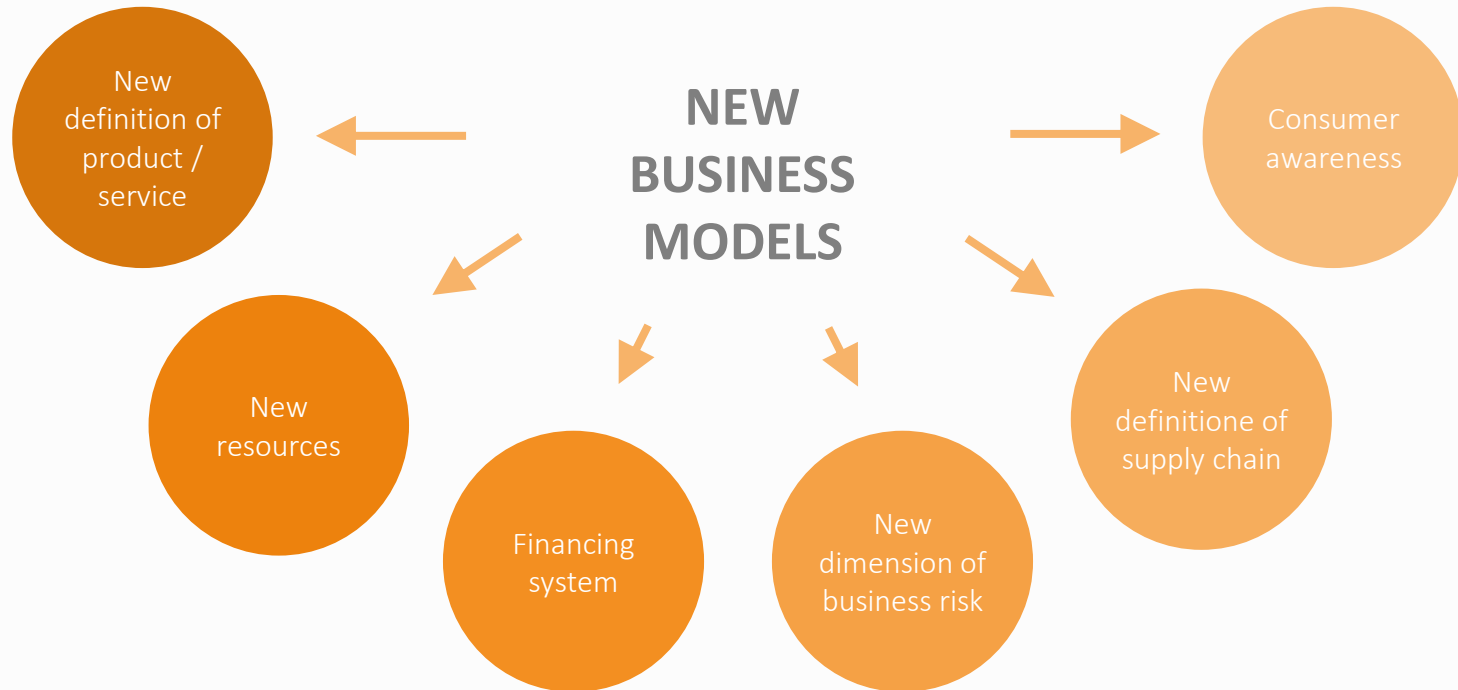 NEW
BUSINESS
MODELS
New
definition of
product /
service
New
resources
Financing
system
New
dimension of
business risk
New
definitione of
supply chain
Consumer
awareness